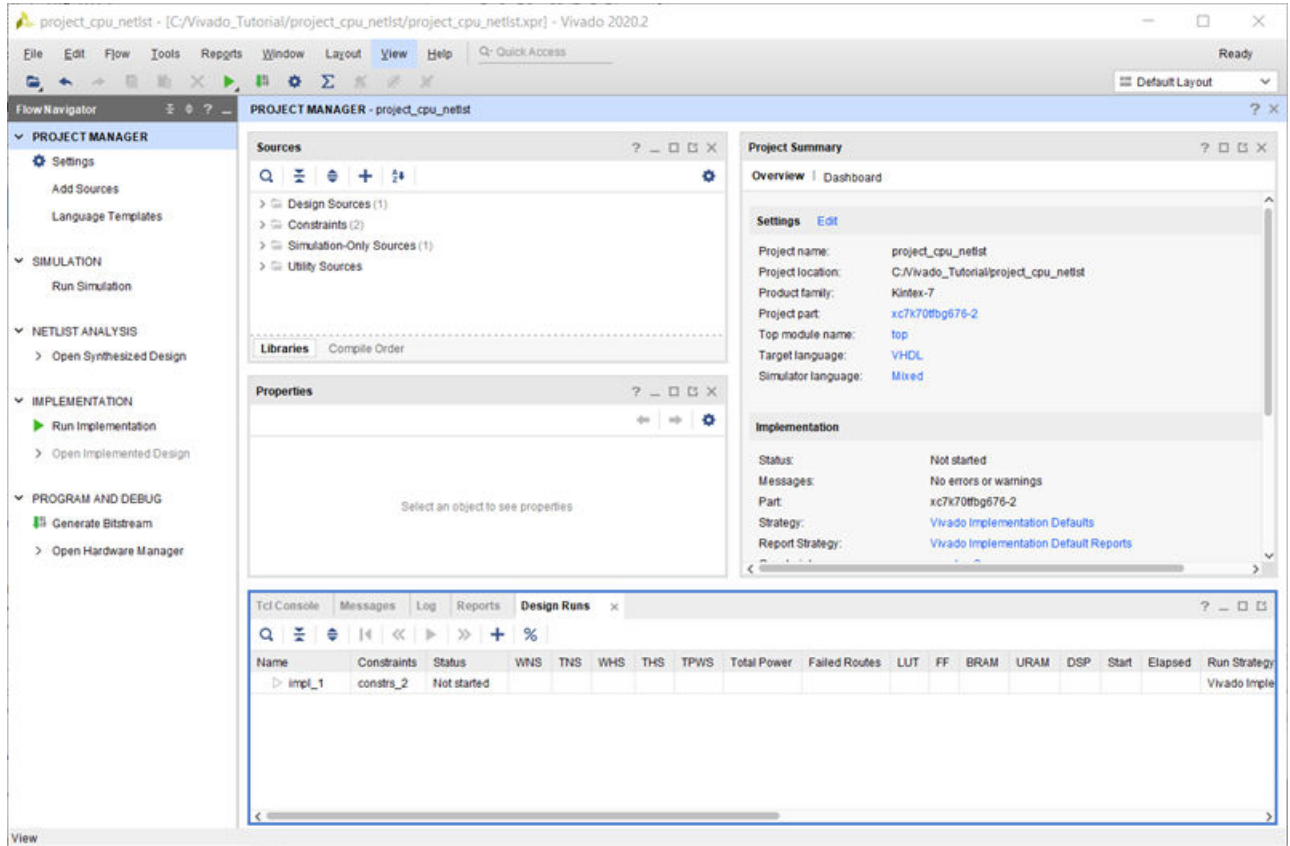 project_cpu_netlst - [C:/Vivado_Tutorial/project_cpu_netlst/project_cpu_netlst.xpr] - Vivado 2020.2
File Edit Flow Tools Reports Window Layout View Help Quick Access Ready
Default Layout
Flow Navigator
PROJECT MANAGER - project_cpu_netlst
PROJECT MANAGER
Settings
Add Sources
Language Templates
SIMULATION
Run Simulation
NETLIST ANALYSIS
Open Synthesized Design
IMPLEMENTATION
Run Implementation
Open Implemented Design
PROGRAM AND DEBUG
Generate Bitstream
Open Hardware Manager
Sources
Design Sources (1)
Constraints (2)
Simulation-Only Sources (1)
Utility Sources
Libraries Compile Order
Properties
Select an object to see properties
Project Summary
Overview | Dashboard
Settings Edit
Project name: project_cpu_netlst
Project location: C:/Vivado_Tutorial/project_cpu_netlst
Product family: Kintex-7
Project part: xc7k70tfbg676-2
Top module name: top
Target language: VHDL
Simulator language: Mixed
Implementation
Status: Not started
Messages: No errors or warnings
Part: xc7k70tfbg676-2
Strategy: Vivado Implementation Defaults
Report Strategy: Vivado Implementation Default Reports
Tcl Console Messages Log Reports Design Runs
Name Constraints Status WNS TNS WHS THS TPWS Total Power Failed Routes LUT FF BRAM URAM DSP Start Elapsed Run Strategy
impl_1 constrs_2 Not started Vivado Imple
View